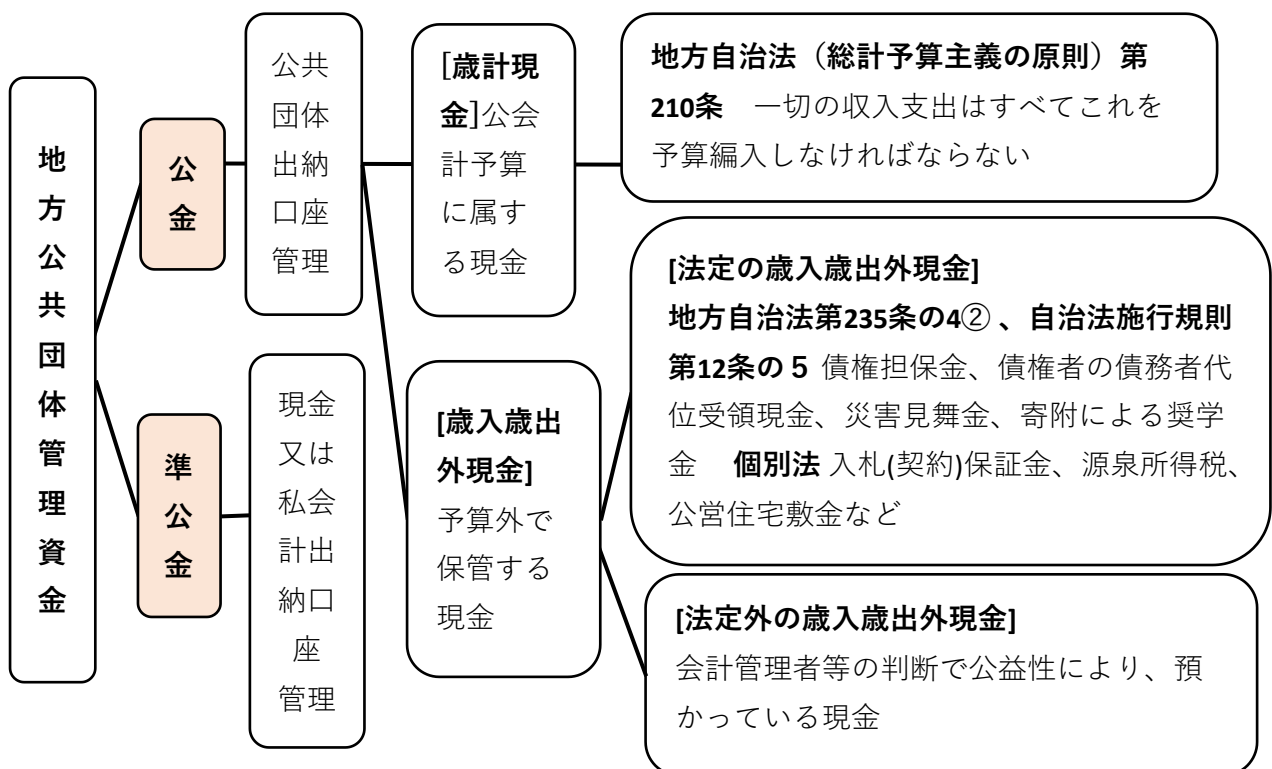 地方公共団体管理資金
公金
公共
団体
出納
口座
管理
[歳計現
金]公会
計予算
に属す
る現金
地方自治法（総計予算主義の原則）第
210条　一切の収入支出はすべてこれを
予算編入しなければならない
準公金
現金
又は
私会
計出
納口
座
管理
[歳入歳出
外現金]
予算外で
保管する
現金
[法定の歳入歳出外現金]
地方自治法第235条の4②、自治法施行規則
第12条の５ 債権担保金、債権者の債務者代
位受領現金、災害見舞金、寄附による奨学
金　個別法 入札(契約)保証金、源泉所得税、
公営住宅敷金など
[法定外の歳入歳出外現金]
会計管理者等の判断で公益性により、預
かっている現金